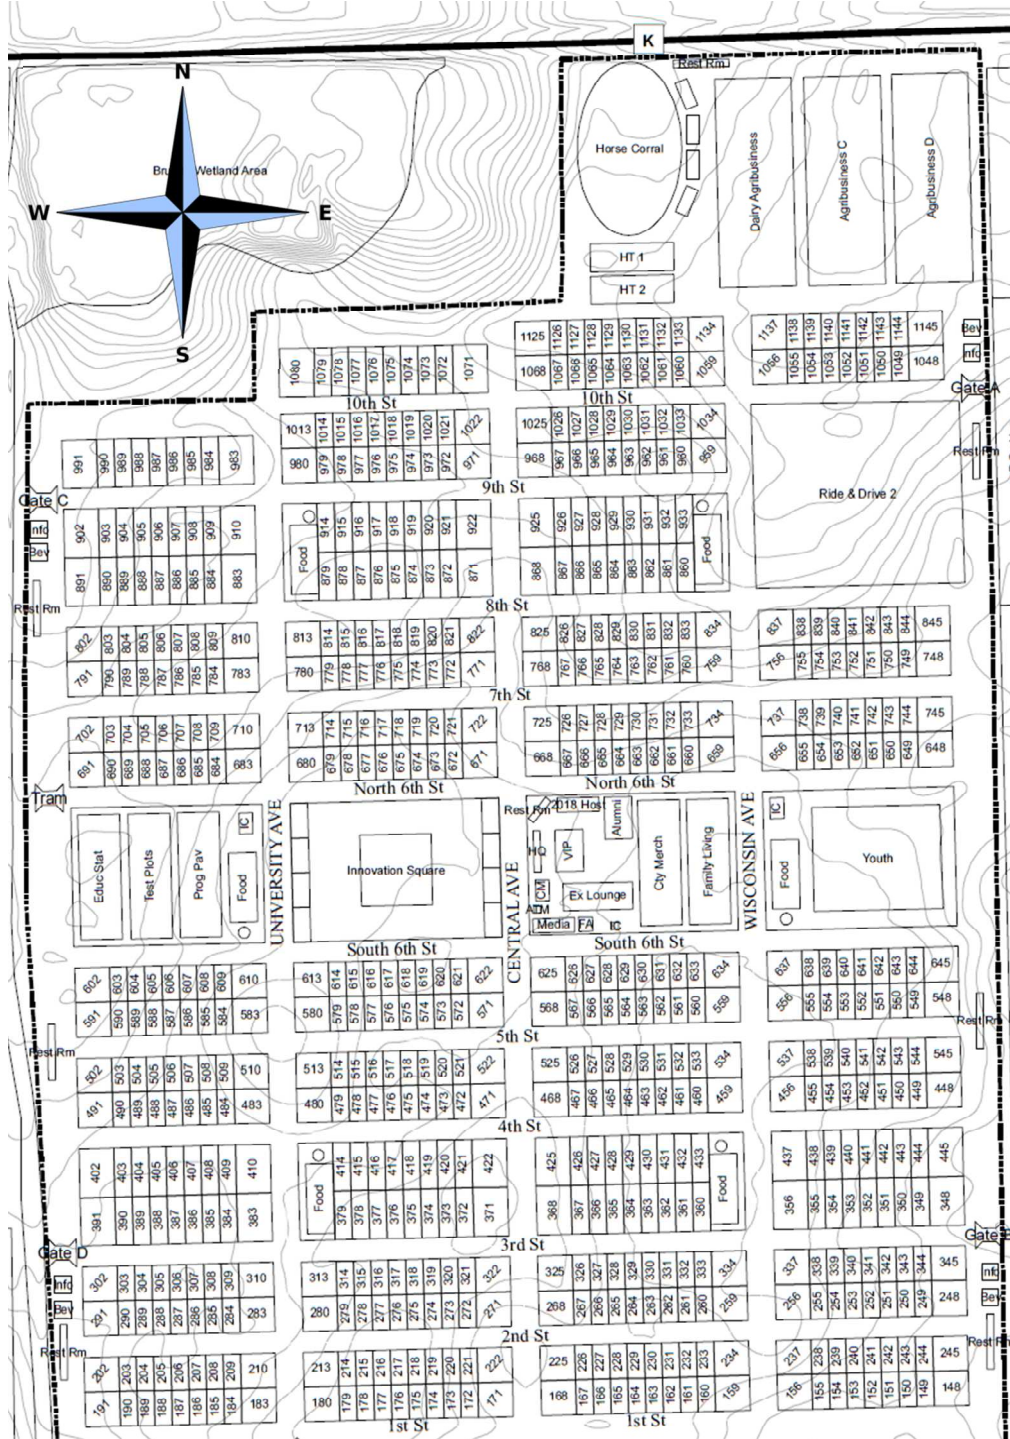 K
N
Rest Rm
W
E
S
Wetland Area
Horse Corral
Dairy Agribusiness
Agribusiness C
Agribusiness D
HT 1
HT 2
1125 1126 1127 1128 1129 1130 1131 1132 1133 1134
1137 1138 1139 1140 1141 1142 1143 1144 1145
Bev
1080 1079 1078 1077 1076 1075 1074 1073 1072 1071
1068 1067 1066 1065 1064 1063 1062 1061 1060 1059
1056 1055 1054 1053 1052 1051 1050 1049 1048
Info
Gate A
10th St
10th St
1013 1014 1015 1016 1017 1018 1019 1020 1021 1022
1025 1026 1027 1028 1029 1030 1031 1032 1033 1034
991 990 989 988 987 986 985 984 983
980 979 978 977 976 975 974 973 972 971
968 967 966 965 964 963 962 961 960 959
Rest Rm
9th St
Ride & Drive 2
Gate C
Info
Bev
902 903 904 905 906 907 908 909 910
Food
914 915 916 917 918 919 920 921 922
925 926 927 928 929 930 931 932 933
Food
891 890 889 888 887 886 885 884 883
879 878 877 876 875 874 873 872 871
868 867 866 865 864 863 862 861 860
Rest Rm
8th St
802 803 804 805 806 807 808 809 810
813 814 815 816 817 818 819 820 821 822
825 826 827 828 829 830 831 832 833 834
837 838 839 840 841 842 843 844 845
791 790 789 788 787 786 785 784 783
780 779 778 777 776 775 774 773 772 771
768 767 766 765 764 763 762 761 760 759
756 755 754 753 752 751 750 749 748
7th St
702 703 704 705 706 707 708 709 710
713 714 715 716 717 718 719 720 721 722
725 726 727 728 729 730 731 732 733 734
737 738 739 740 741 742 743 744 745
691 690 689 688 687 686 685 684 683
680 679 678 677 676 675 674 673 672 671
668 667 666 665 664 663 662 661 660 659
656 655 654 653 652 651 650 649 648
North 6th St
North 6th St
Tram
Educ Stat
Test Plots
Prog Pav
IC
Food
UNIVERSITY AVE
Innovation Square
CENTRAL AVE
Rest Rm
2018 Host
Alumni
HQ
VIP
CM
ATM
Ex Lounge
Media
FA
IC
Cty Merch
Family Living
WISCONSIN AVE
IC
Food
Youth
South 6th St
South 6th St
602 603 604 605 606 607 608 609 610
613 614 615 616 617 618 619 620 621 622
625 626 627 628 629 630 631 632 633 634
637 638 639 640 641 642 643 644 645
591 590 589 588 587 586 585 584 583
580 579 578 577 576 575 574 573 572 571
568 567 566 565 564 563 562 561 560 559
556 555 554 553 552 551 550 549 548
Rest Rm
5th St
Rest Rm
502 503 504 505 506 507 508 509 510
513 514 515 516 517 518 519 520 521 522
525 526 527 528 529 530 531 532 533 534
537 538 539 540 541 542 543 544 545
491 490 489 488 487 486 485 484 483
480 479 478 477 476 475 474 473 472 471
468 467 466 465 464 463 462 461 460 459
456 455 454 453 452 451 450 449 448
4th St
402 403 404 405 406 407 408 409 410
Food
414 415 416 417 418 419 420 421 422
425 426 427 428 429 430 431 432 433
Food
437 438 439 440 441 442 443 444 445
391 390 389 388 387 386 385 384 383
379 378 377 376 375 374 373 372 371
368 367 366 365 364 363 362 361 360
356 355 354 353 352 351 350 349 348
Gate D
3rd St
Info
302 303 304 305 306 307 308 309 310
313 314 315 316 317 318 319 320 321 322
325 326 327 328 329 330 331 332 333 334
337 338 339 340 341 342 343 344 345
Info
Bev
291 290 289 288 287 286 285 284 283
280 279 278 277 276 275 274 273 272 271
268 267 266 265 264 263 262 261 260 259
256 255 254 253 252 251 250 249 248
Bev
2nd St
Rest Rm
Rest Rm
202 203 204 205 206 207 208 209 210
213 214 215 216 217 218 219 220 221 222
225 226 227 228 229 230 231 232 233 234
237 238 239 240 241 242 243 244 245
191 190 189 188 187 186 185 184 183
180 179 178 177 176 175 174 173 172 171
168 167 166 165 164 163 162 161 160 159
156 155 154 153 152 151 150 149 148
1st St
1st St